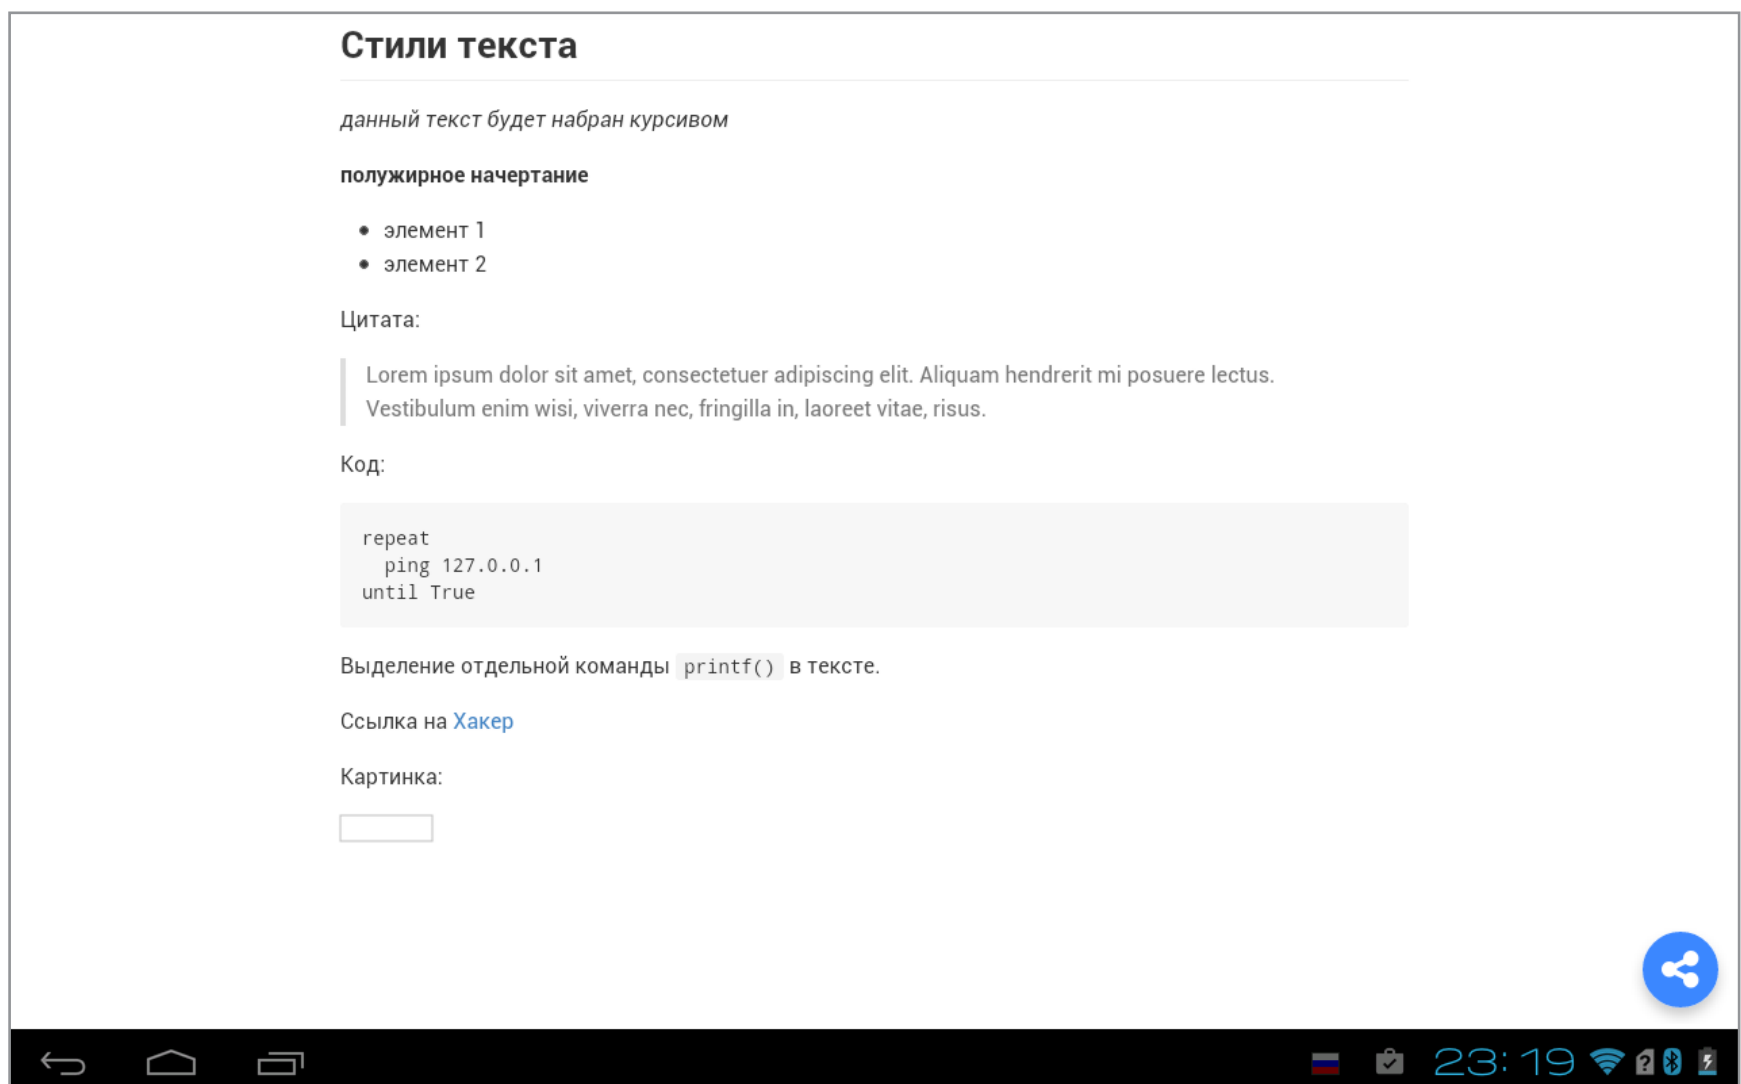 Стили текста
данный текст будет набран курсивом
полужирное начертание
элемент 1
элемент 2
Цитата:
Lorem ipsum dolor sit amet, consectetuer adipiscing elit. Aliquam hendrerit mi posuere lectus.
Vestibulum enim wisi, viverra nec, fringilla in, laoreet vitae, risus.
Код:
repeat
  ping 127.0.0.1
until True
Выделение отдельной команды printf() в тексте.
Ссылка на Хакер
Картинка:
23:19